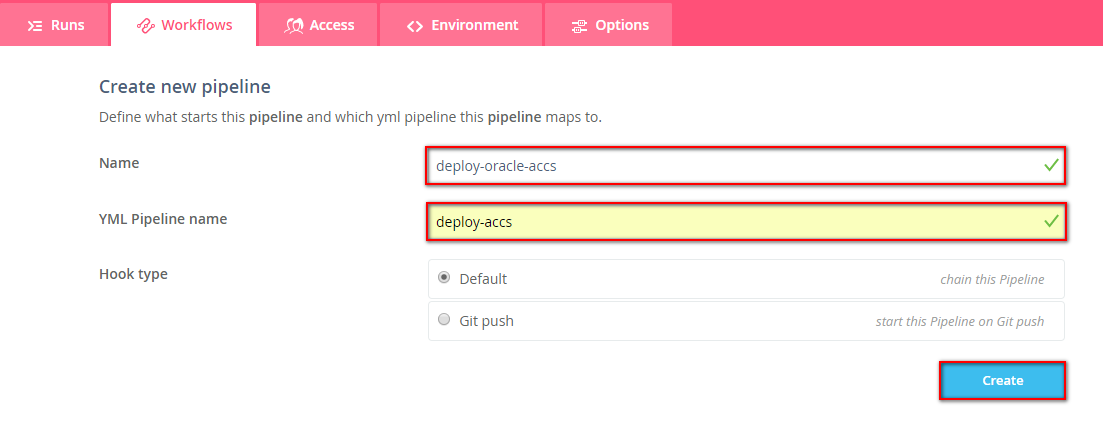 Runs Workflows Access Environment Options
Create new pipeline
Define what starts this pipeline and which yml pipeline this pipeline maps to.
Name deploy-oracle-accs
YML Pipeline name deploy-accs
Hook type Default chain this Pipeline
Git push start this Pipeline on Git push
Create